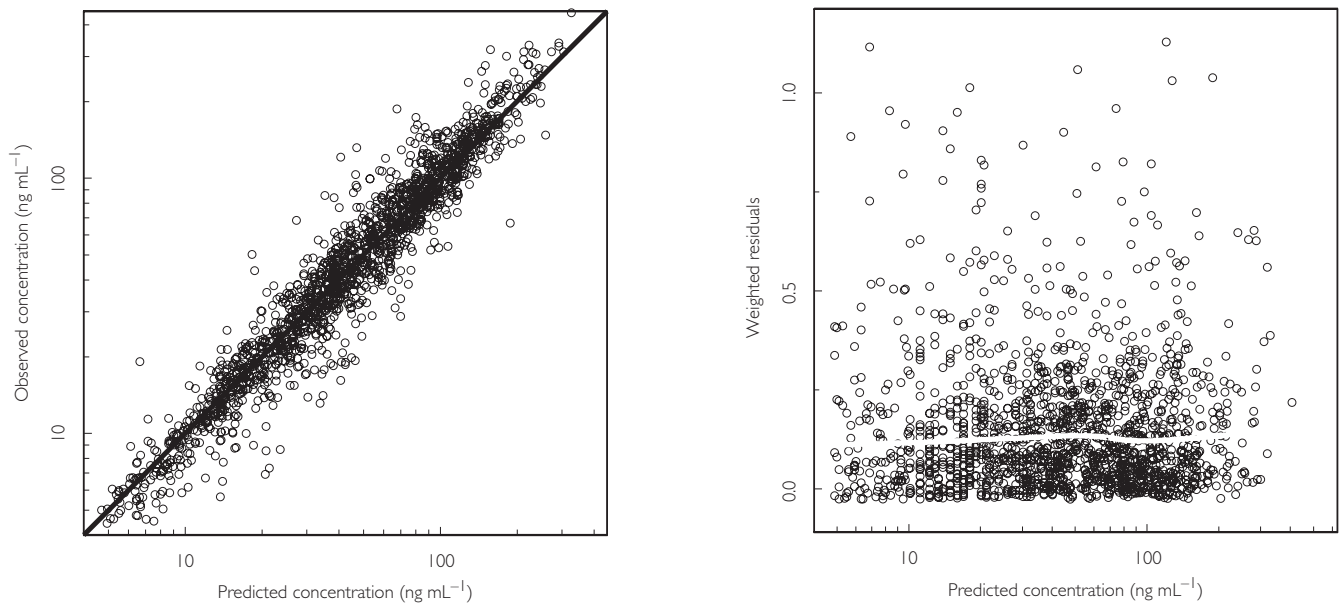 Observed concentration (ng mL⁻¹)
100
10
10
100
Predicted concentration (ng mL⁻¹)
Weighted residuals
1.0
0.5
0.0
10
100
Predicted concentration (ng mL⁻¹)